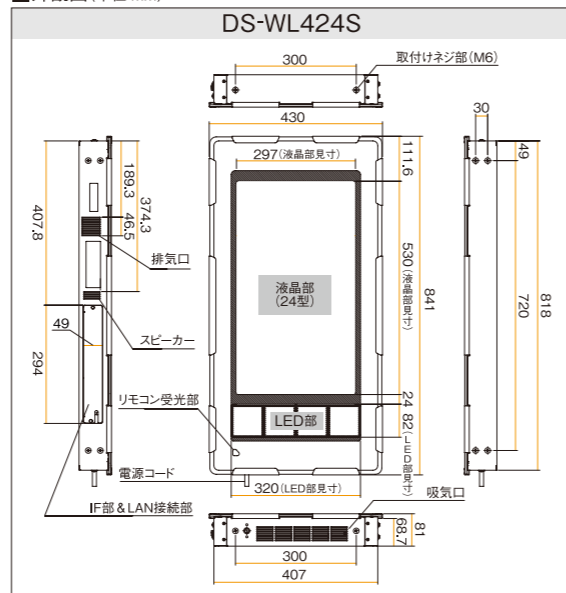 DS-WL424S
300
取付けネジ部(M6)
430
30
49
297(液晶部見寸)
111.6
189.3
374.3
46.5
407.8
排気口
530(液晶部見寸)
841
液晶部
(24型)
720
818
49
スピーカー
294
リモコン受光部
24
LED部
82(LED部見寸)
電源コード
320(LED部見寸)
吸気口
IF部&LAN接続部
68.7
81
300
407